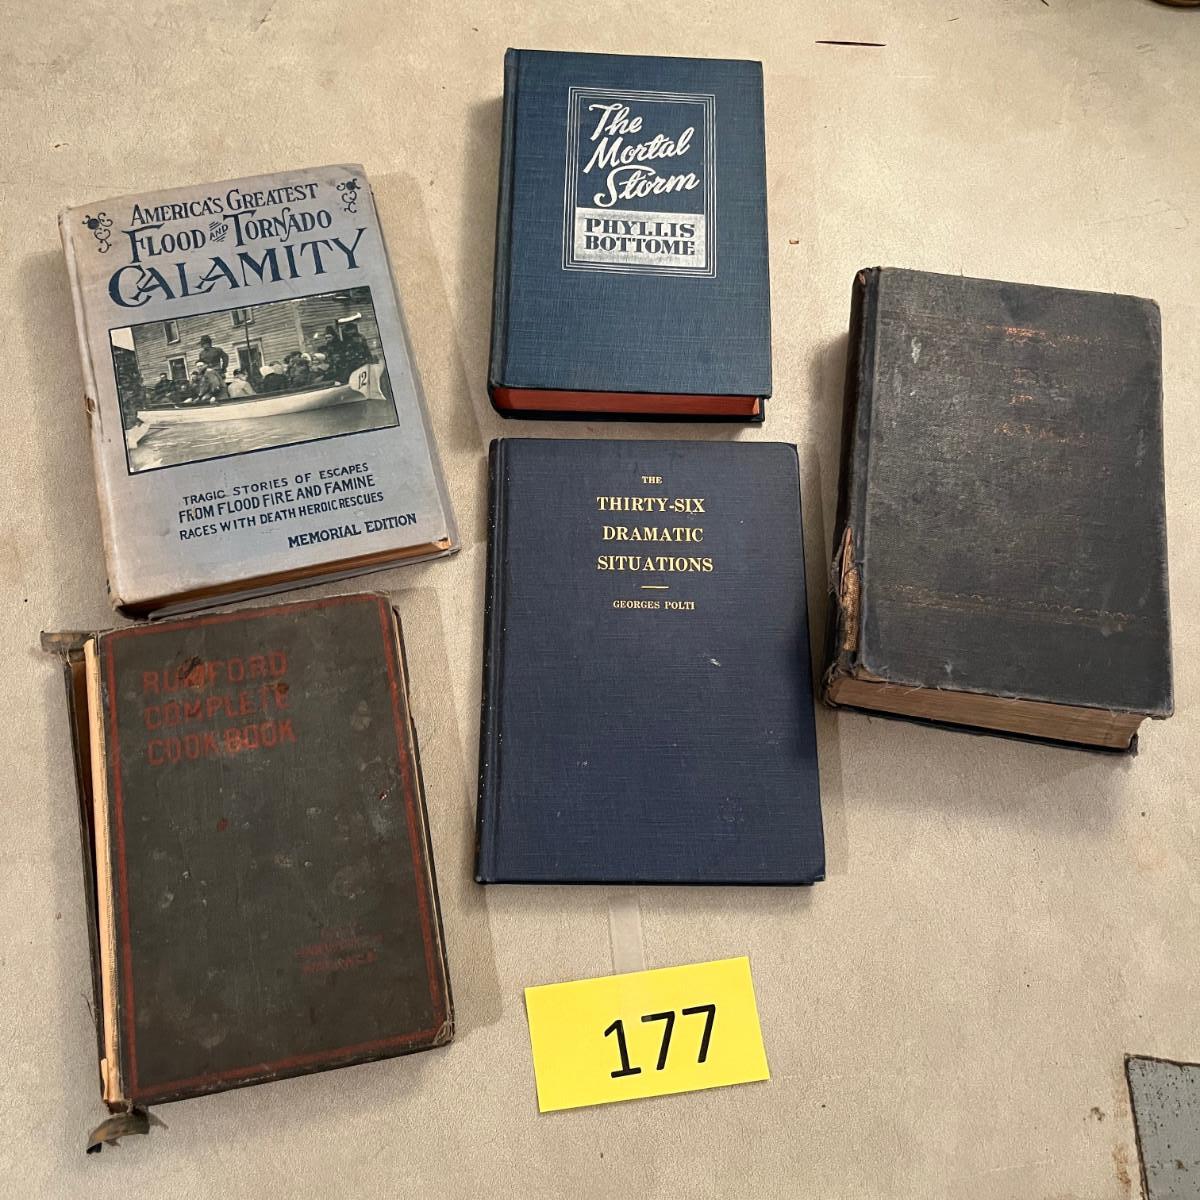 AMERICA'S GREATEST
FLOOD AND TORNADO
CALAMITY
12
TRAGIC STORIES OF ESCAPES
FROM FLOOD FIRE AND FAMINE
RACES WITH DEATH HEROIC RESCUES
MEMORIAL EDITION
The
Mortal
Storm
PHYLLIS
BOTTOME
THE
THIRTY-SIX
DRAMATIC
SITUATIONS
GEORGES POLTI
RUMFORD
COMPLETE
COOK BOOK
177